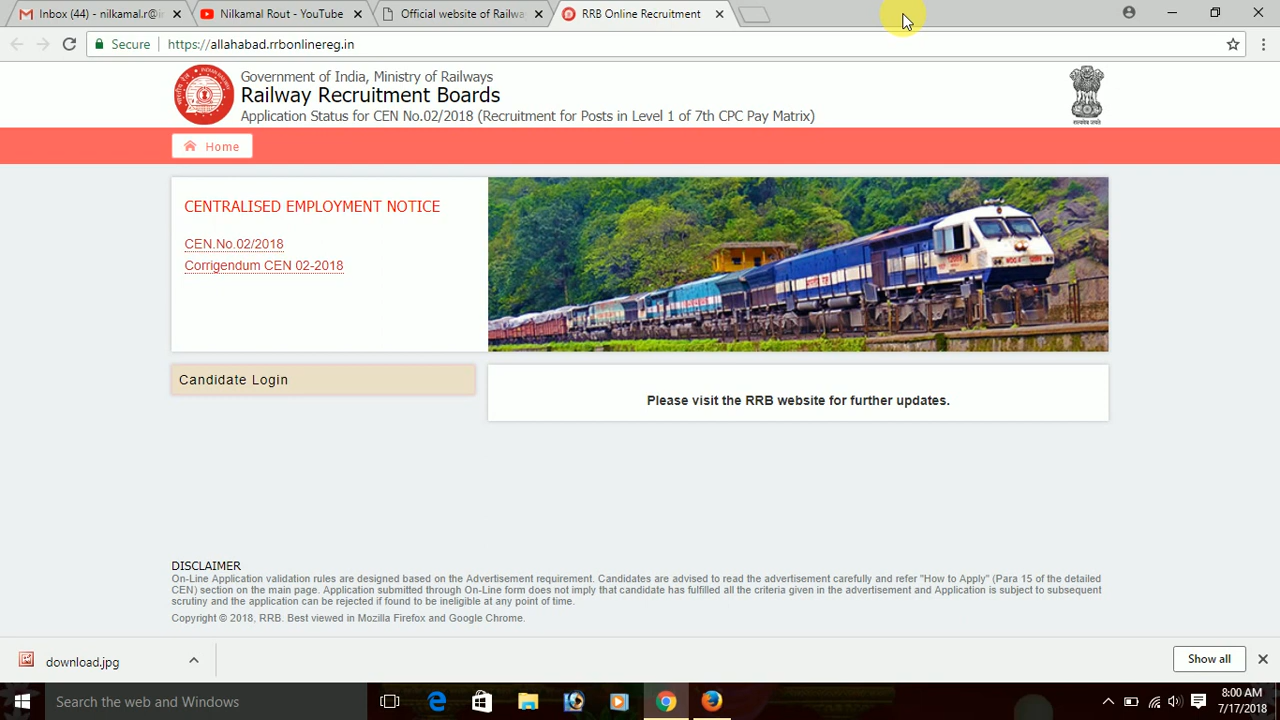 Inbox (44) - nilkamal.r@i
Nilkamal Rout - YouTube
Official website of Railwa
RRB Online Recruitment
Secure
https://allahabad.rrbonlinereg.in
Government of India, Ministry of Railways
Railway Recruitment Boards
Application Status for CEN No.02/2018 (Recruitment for Posts in Level 1 of 7th CPC Pay Matrix)
Home
CENTRALISED EMPLOYMENT NOTICE
CEN.No.02/2018
Corrigendum CEN 02-2018
Candidate Login
Please visit the RRB website for further updates.
DISCLAIMER
On-Line Application validation rules are designed based on the Advertisement requirement. Candidates are advised to read the advertisement carefully and refer "How to Apply" (Para 15 of the detailed
CEN) section on the main page. Application submitted through On-Line form does not imply that candidate has fulfilled all the criteria given in the advertisement and Application is subject to subsequent
scrutiny and the application can be rejected if found to be ineligible at any point of time.
Copyright © 2018, RRB. Best viewed in Mozilla Firefox and Google Chrome.
download.jpg
Show all
Search the web and Windows
8:00 AM
7/17/2018